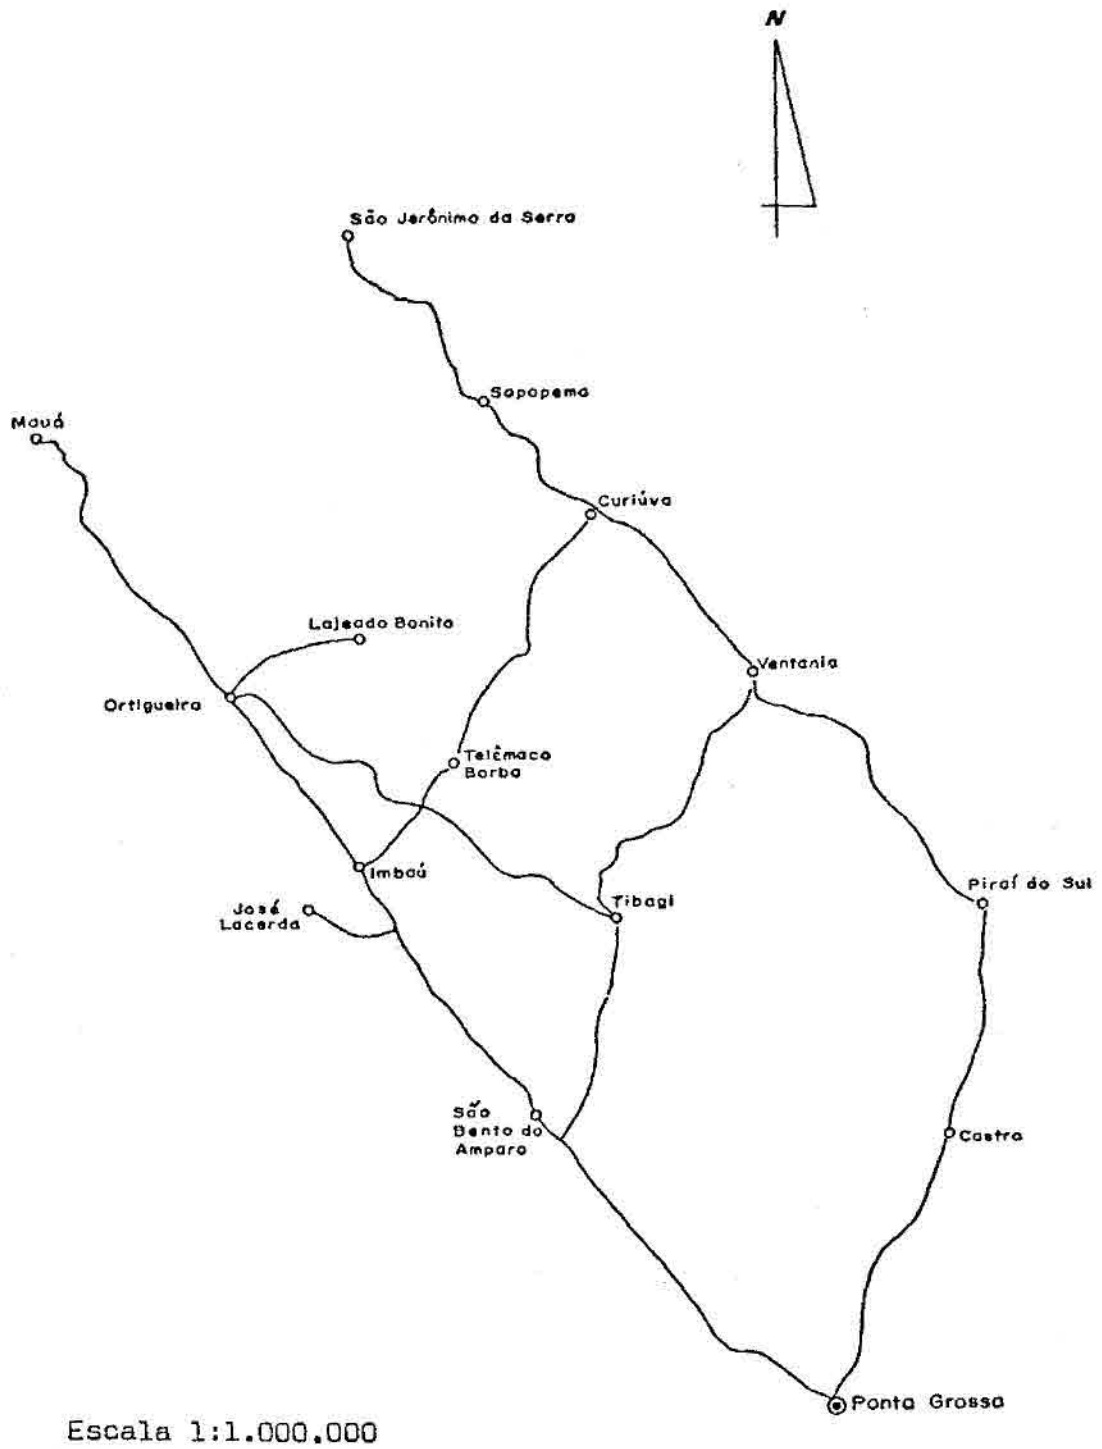 N
São Jerônimo da Serra
Sapopema
Mauá
Curiúva
Lajeado Bonito
Ventania
Ortigueira
Telêmaco
Borba
Imbaú
Piraí do Sul
José
Lacerda
Tibagi
São
Bento do
Amparo
Castro
Ponta Grossa
Escala 1:1.000.000